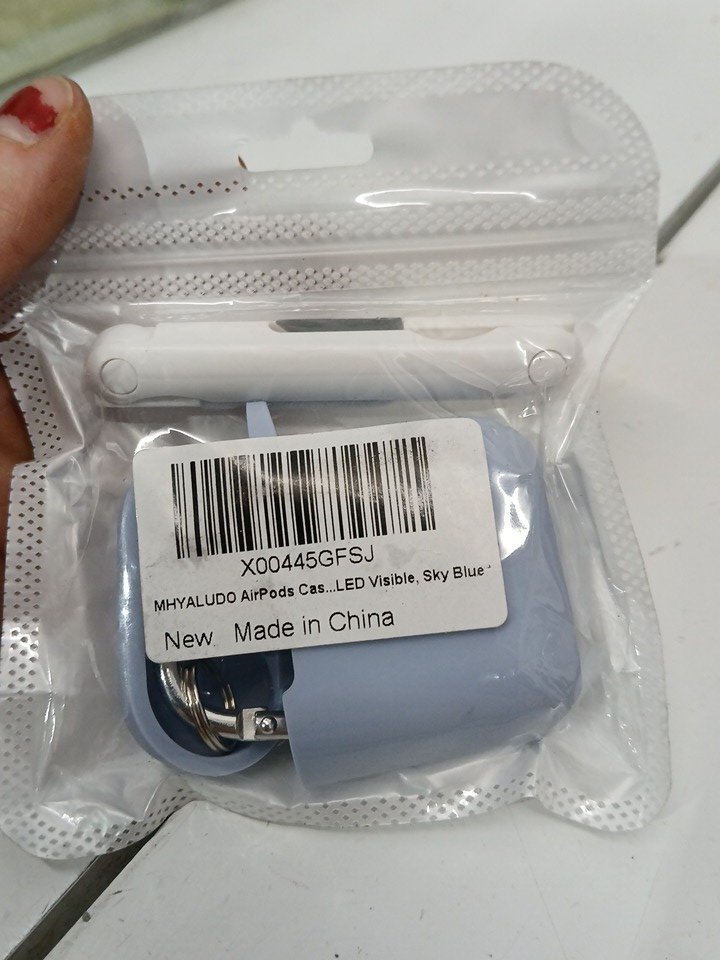 X00445GFSJ
MHYALUDO AirPods Cas...LED Visible, Sky Blue
New Made in China